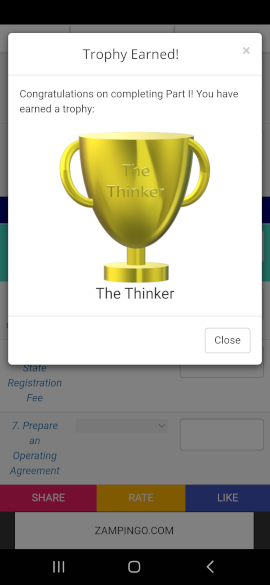 Trophy Earned!
×
Congratulations on completing Part I! You have
earned a trophy:
The
Thinker
The Thinker
Close
State
Registration
Fee
7. Prepare
an
Operating
Agreement
SHARE
RATE
LIKE
ZAMPINGO.COM